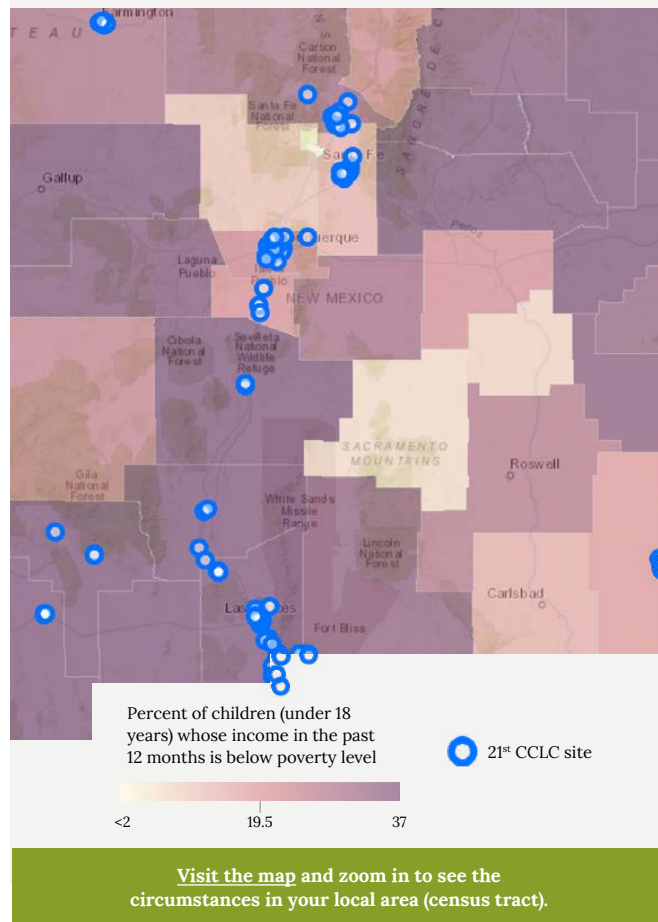 Farmington
T E A U
N S
Carson
National
Forest
Santa Fe
National
Forest
SANGRE DE C
Santa Fe
Gallup
Pecos
erque
Laguna
Pueblo
Pueblo
NEW MEXICO
Cibola
National
Forest
Sevilleta
National
Wildlife
Refuge
SACRAMENTO
MOUNTAINS
Roswell
Gila
National
Forest
White Sands
Missile
Range
Lincoln
National
Forest
Carlsbad
Las ces
Fort Bliss
Percent of children (under 18
years) whose income in the past
12 months is below poverty level
21st CCLC site
<2
19.5
37
Visit the map and zoom in to see the
circumstances in your local area (census tract).